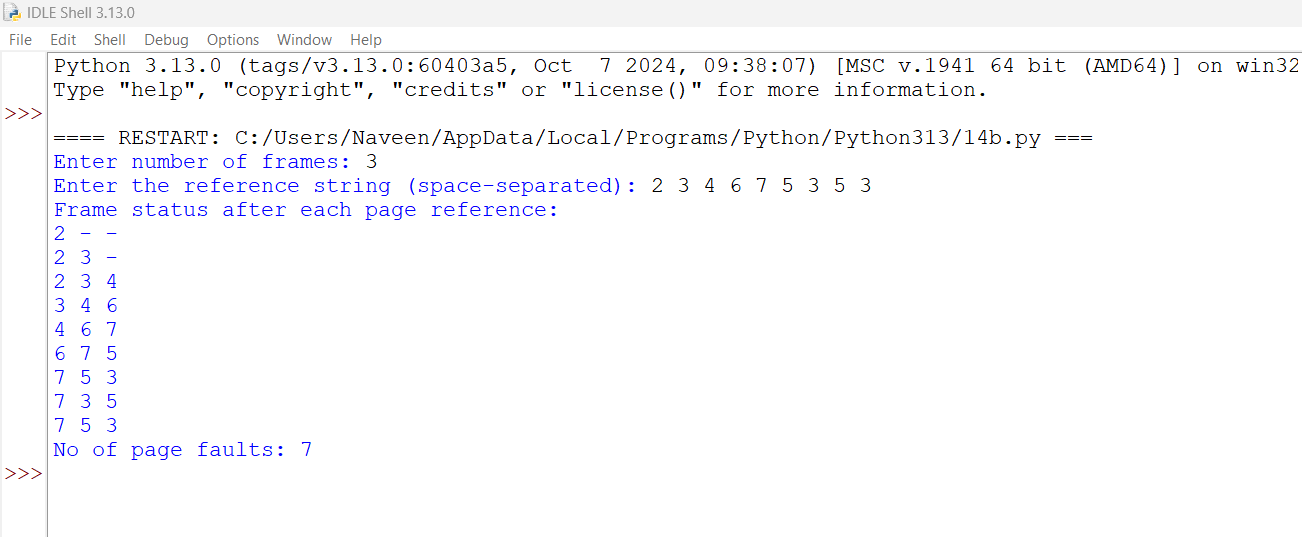 IDLE Shell 3.13.0
File Edit Shell Debug Options Window Help
Python 3.13.0 (tags/v3.13.0:60403a5, Oct  7 2024, 09:38:07) [MSC v.1941 64 bit (AMD64)] on win32
Type "help", "copyright", "credits" or "license()" for more information.
>>>
==== RESTART: C:/Users/Naveen/AppData/Local/Programs/Python/Python313/14b.py ===
Enter number of frames: 3
Enter the reference string (space-separated): 2 3 4 6 7 5 3 5 3
Frame status after each page reference:
2 - -
2 3 -
2 3 4
3 4 6
4 6 7
6 7 5
7 5 3
7 3 5
7 5 3
No of page faults: 7
>>>